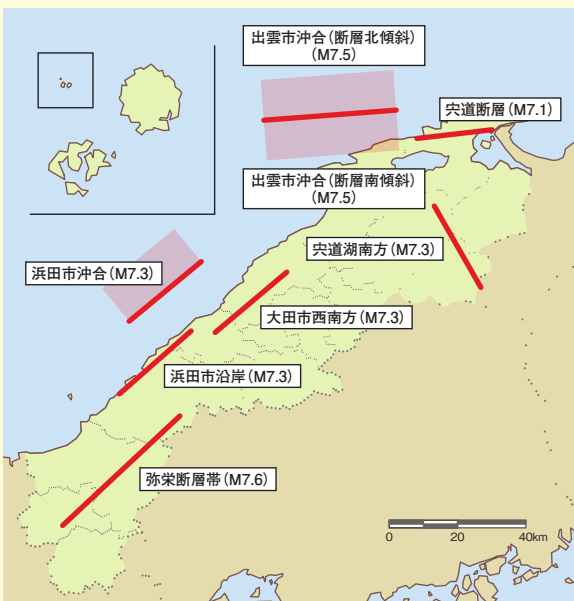 出雲市沖合(断層北傾斜)
(M7.5)
宍道断層(M7.1)
出雲市沖合(断層南傾斜)
(M7.5)
宍道湖南方(M7.3)
浜田市沖合(M7.3)
大田市西南方(M7.3)
浜田市沿岸(M7.3)
弥栄断層帯(M7.6)
0 20 40km